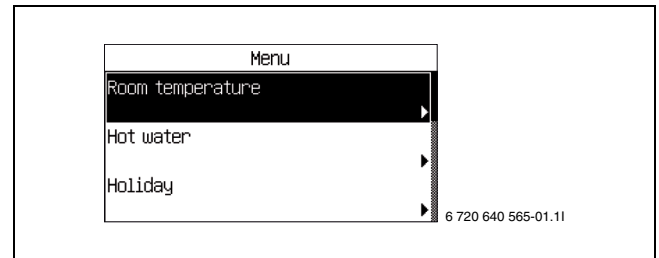 Menu
Room temperature
Hot water
Holiday
6 720 640 565-01.1I